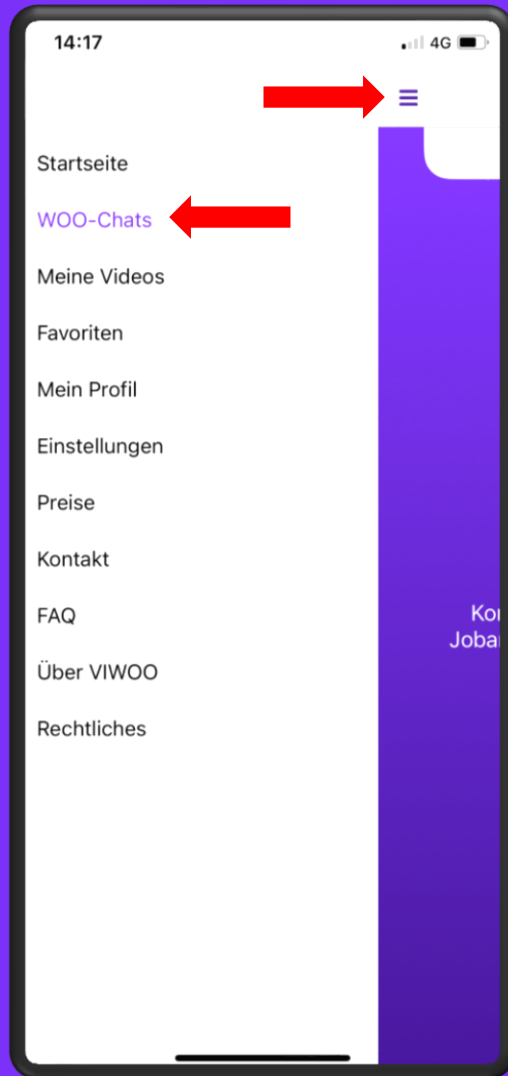 14:17
4G
Startseite
WOO-Chats
Meine Videos
Favoriten
Mein Profil
Einstellungen
Preise
Kontakt
FAQ
Über VIWOO
Rechtliches